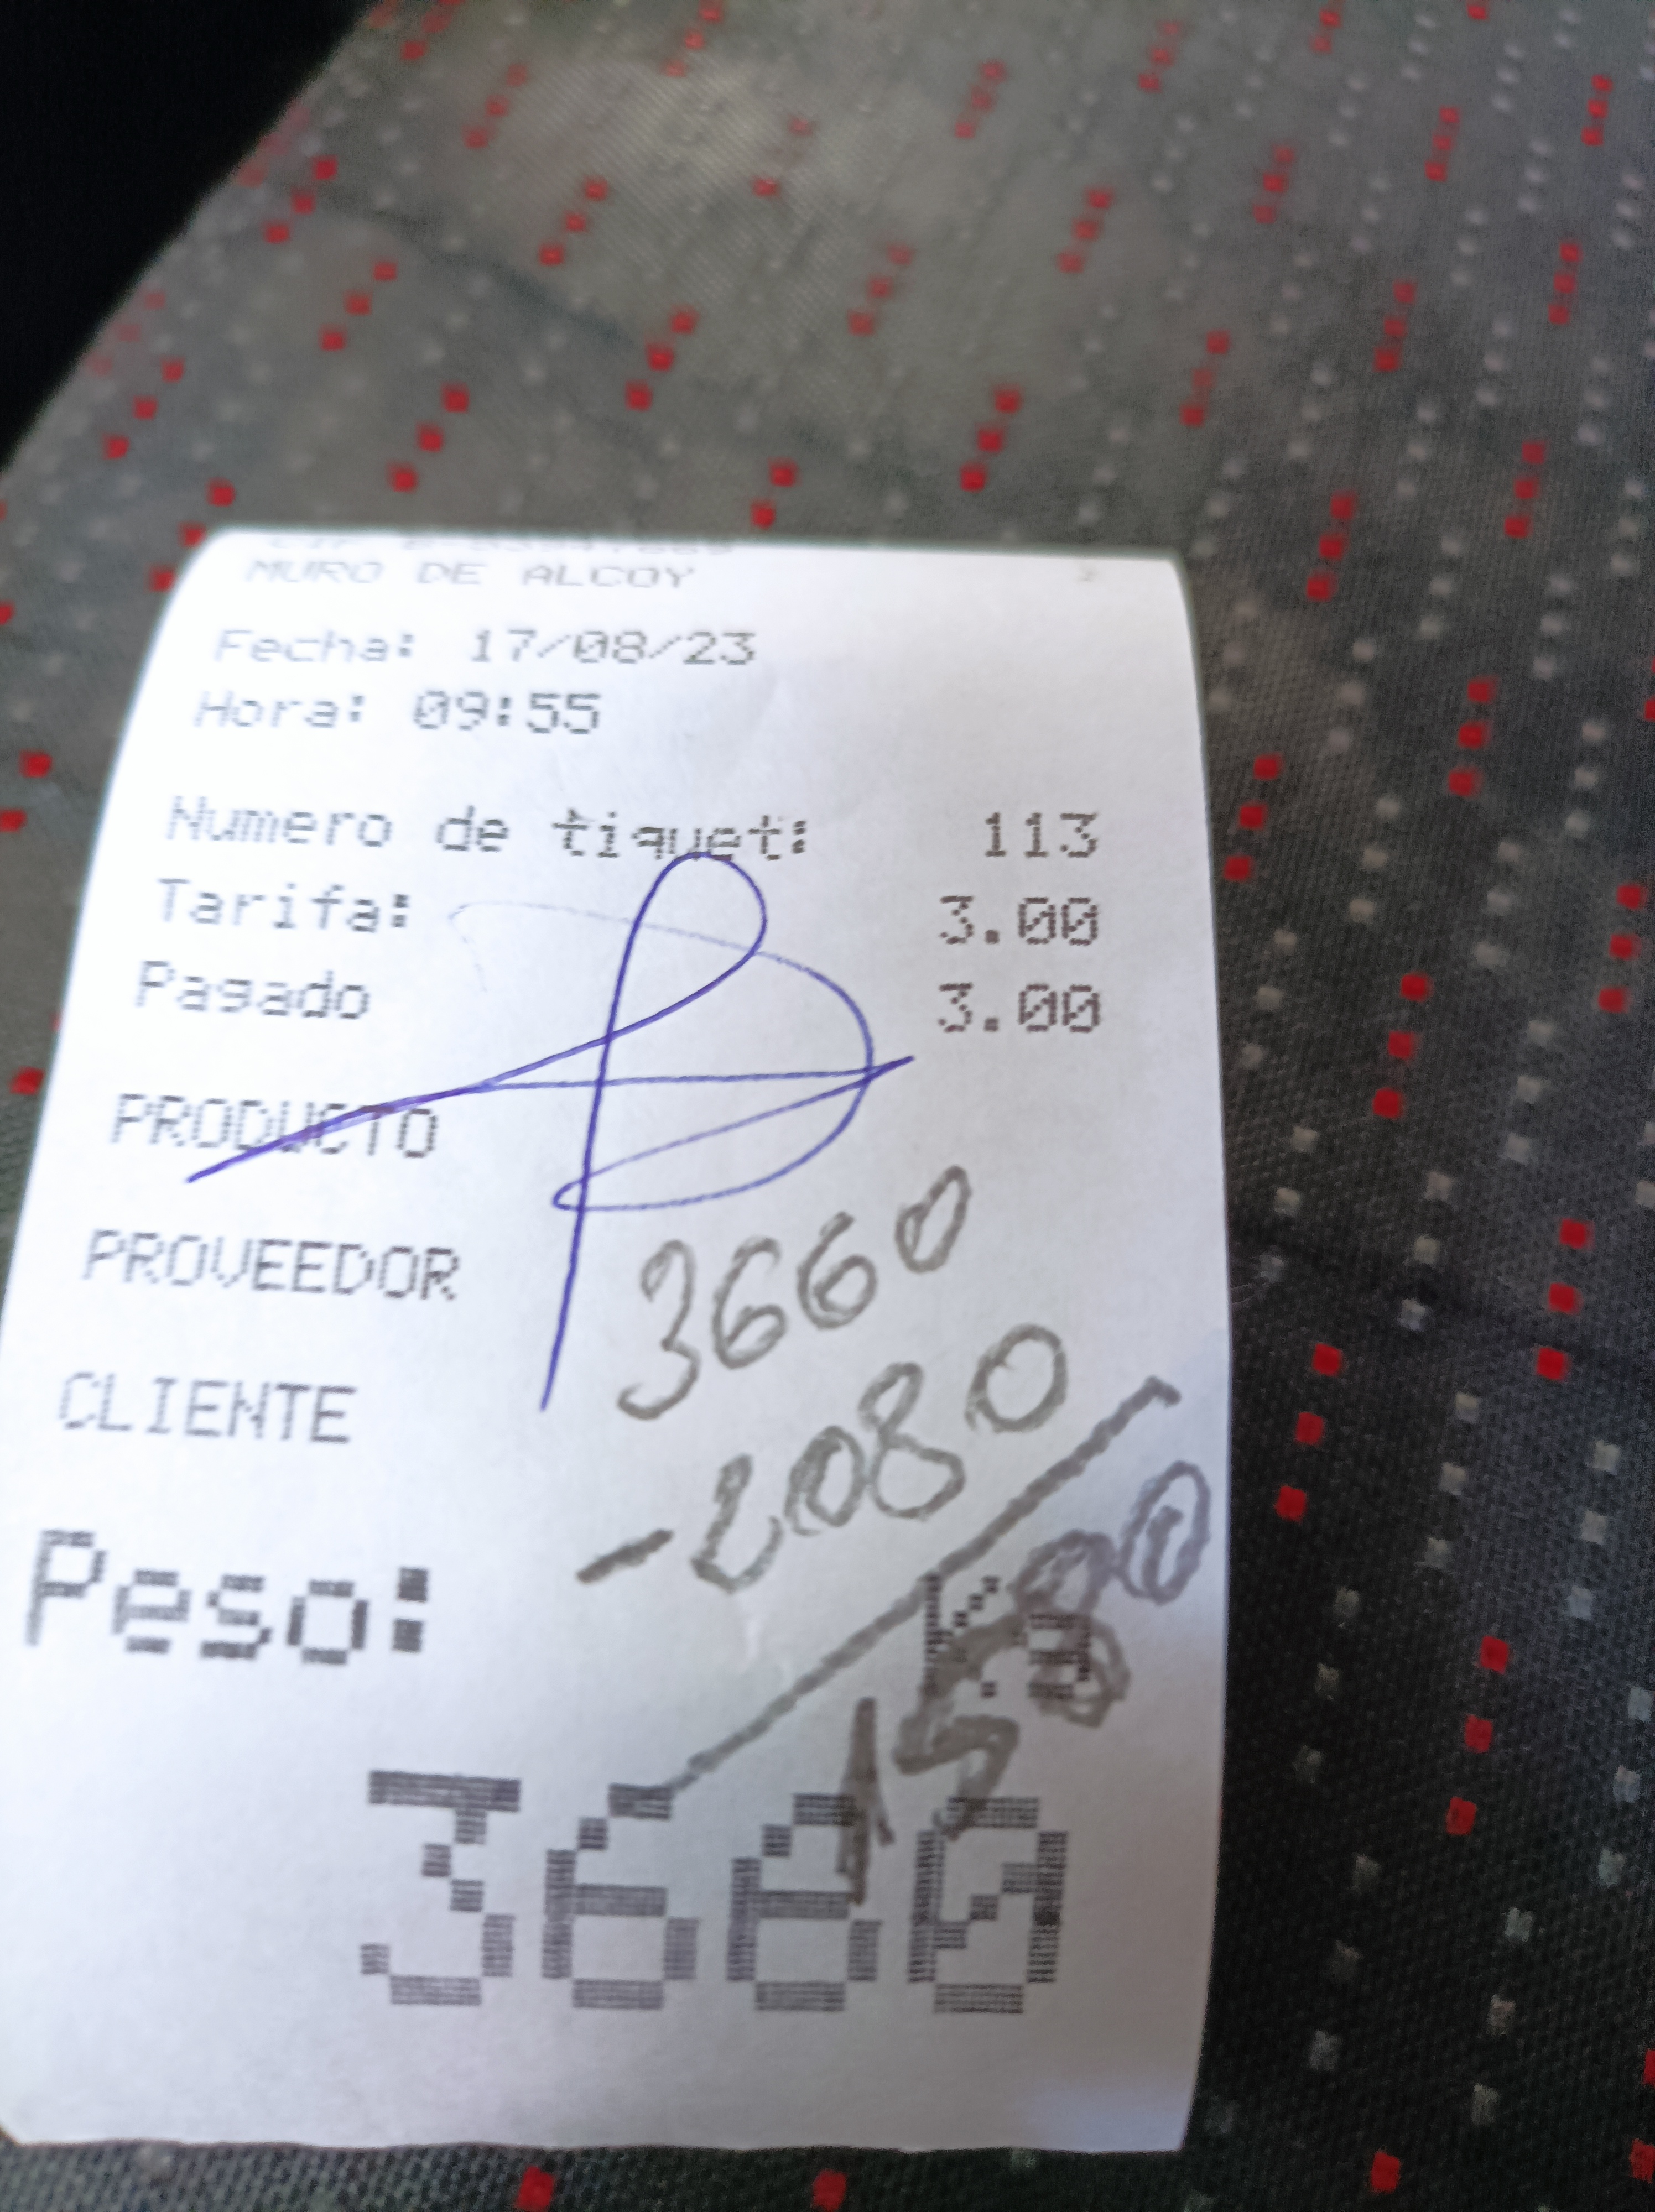 MURO DE ALCOY
Fecha: 17/08/23
Hora: 09:55
Numero de tiquet: 113
Tarifa: 3.00
Pagado 3.00
PRODUCTO
PROVEEDOR
3660
CLIENTE
-2080
Peso: Kg
3660